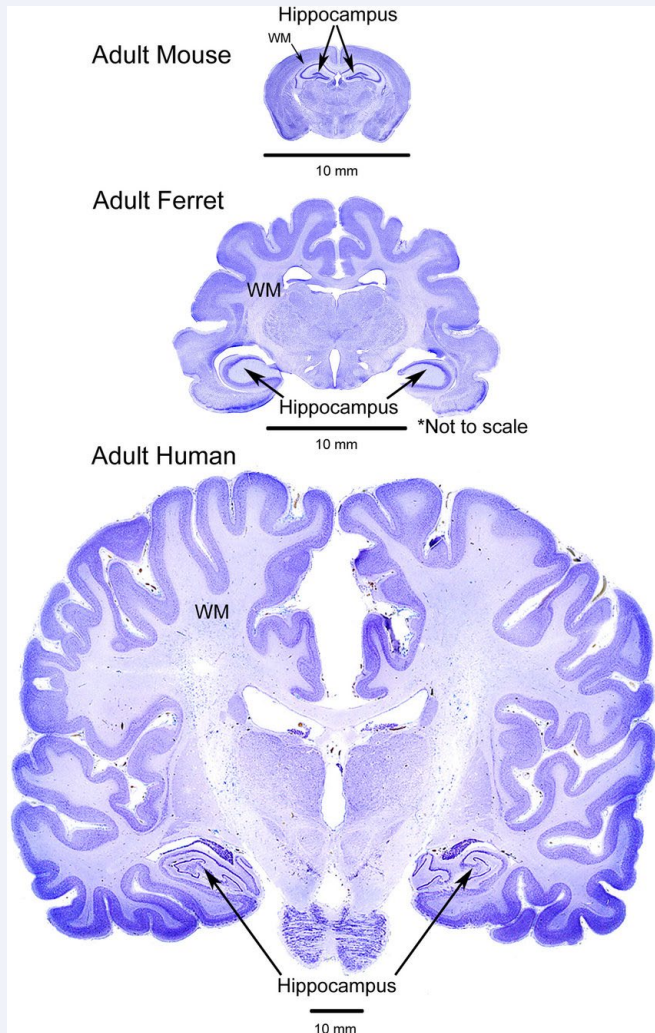 Hippocampus
WM
Adult Mouse
10 mm
Adult Ferret
WM
Hippocampus
*Not to scale
10 mm
Adult Human
WM
Hippocampus
10 mm